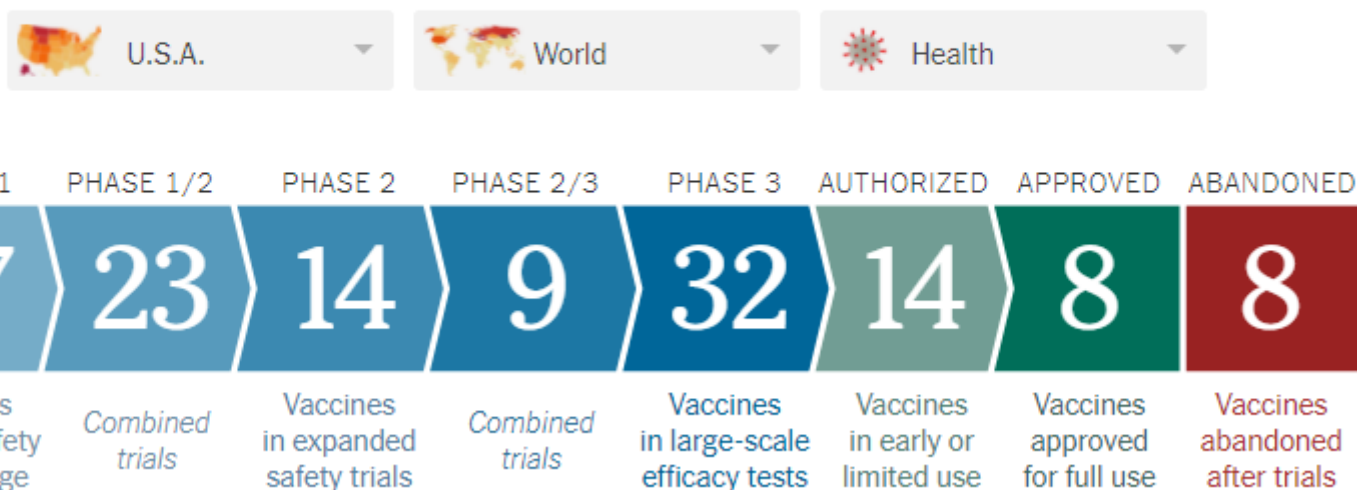 U.S.A. World Health
1 PHASE 1/2 PHASE 2 PHASE 2/3 PHASE 3 AUTHORIZED APPROVED ABANDONED
7 23 14 9 32 14 8 8
Combined
trials
Vaccines
in expanded
safety trials
Combined
trials
Vaccines
in large-scale
efficacy tests
Vaccines
in early or
limited use
Vaccines
approved
for full use
Vaccines
abandoned
after trials